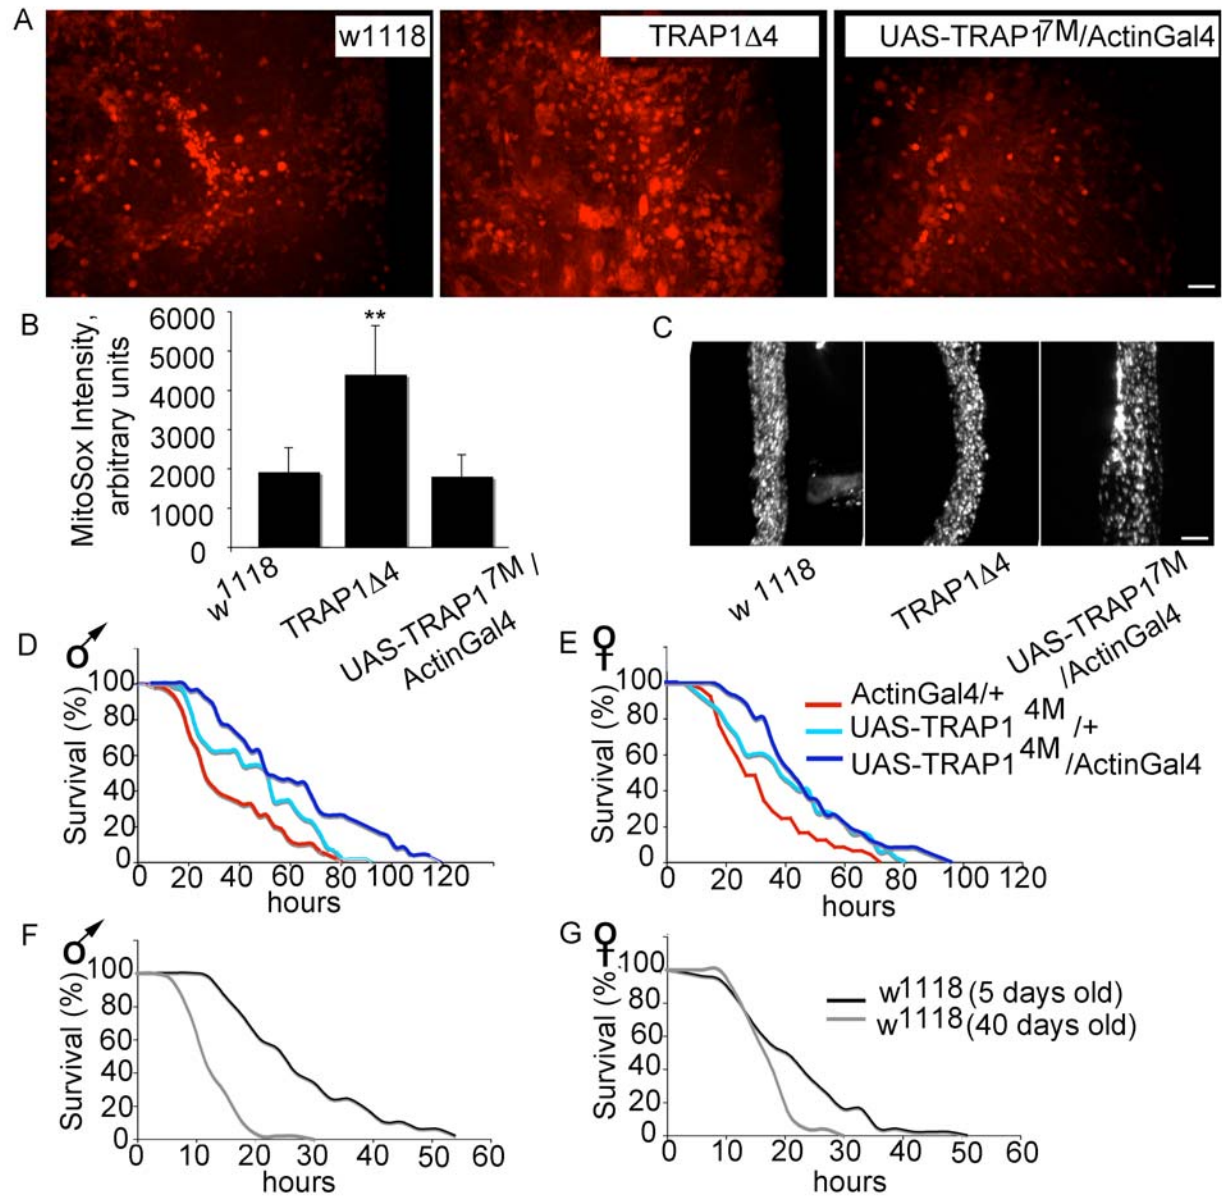 A
w1118
TRAP1Δ4
UAS-TRAP17M/ActinGal4
B
MitoSox Intensity,
arbitrary units
6000
5000
4000
3000
2000
1000
0
**
w1118
TRAP1Δ4
UAS-TRAP17M /
ActinGal4
C
w 1118
TRAP1Δ4
UAS-TRAP17M
/ActinGal4
D
♂
Survival (%)
100
80
60
40
20
0
0 20 40 60 80 100 120
hours
E
♀
Survival (%)
100
80
60
40
20
0
0 20 40 60 80 100 120
hours
ActinGal4/+
UAS-TRAP1 4M /+
UAS-TRAP1 4M /ActinGal4
F
♂
Survival (%)
100
80
60
40
20
0
0 10 20 30 40 50 60
hours
G
♀
Survival (%)
100
80
60
40
20
0
0 10 20 30 40 50 60
hours
w1118 (5 days old)
w1118 (40 days old)